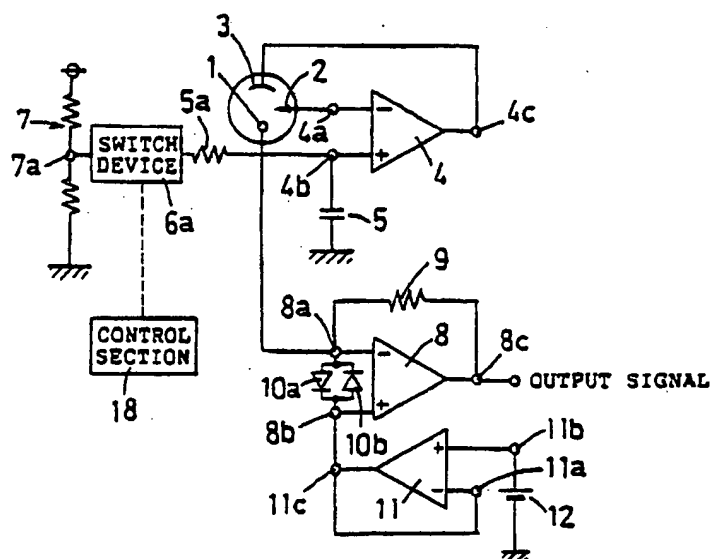 3
2
1
5a
7
7a
SWITCH
DEVICE
6a
4a
4b
4
4c
5
CONTROL
SECTION
18
9
8a
8
8c
OUTPUT SIGNAL
10a
10b
8b
11b
11a
11c
11
12